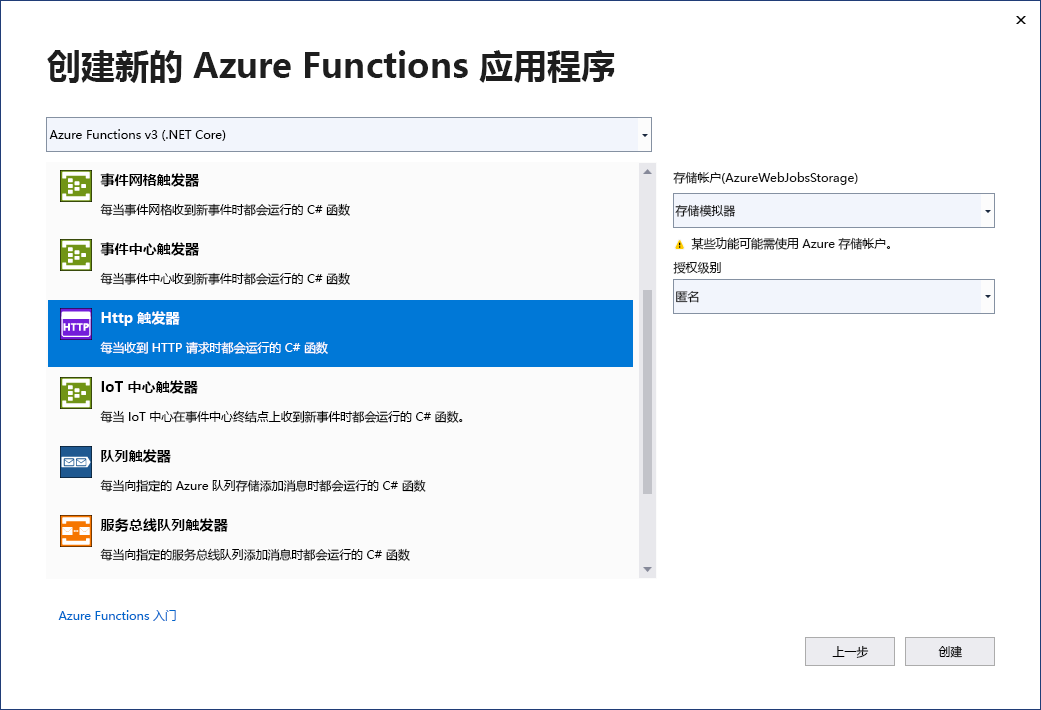 创建新的 Azure Functions 应用程序
Azure Functions v3 (.NET Core)
事件网格触发器
每当事件网格收到新事件时都会运行的 C# 函数
事件中心触发器
每当事件中心收到新事件时都会运行的 C# 函数
HTTP
Http 触发器
每当收到 HTTP 请求时都会运行的 C# 函数
IoT 中心触发器
每当 IoT 中心在事件中心终结点上收到新事件时都会运行的 C# 函数。
队列触发器
每当向指定的 Azure 队列存储添加消息时都会运行的 C# 函数
服务总线队列触发器
每当向指定的服务总线队列添加消息时都会运行的 C# 函数
存储帐户(AzureWebJobsStorage)
存储模拟器
某些功能可能需使用 Azure 存储帐户。
授权级别
匿名
Azure Functions 入门
上一步
创建